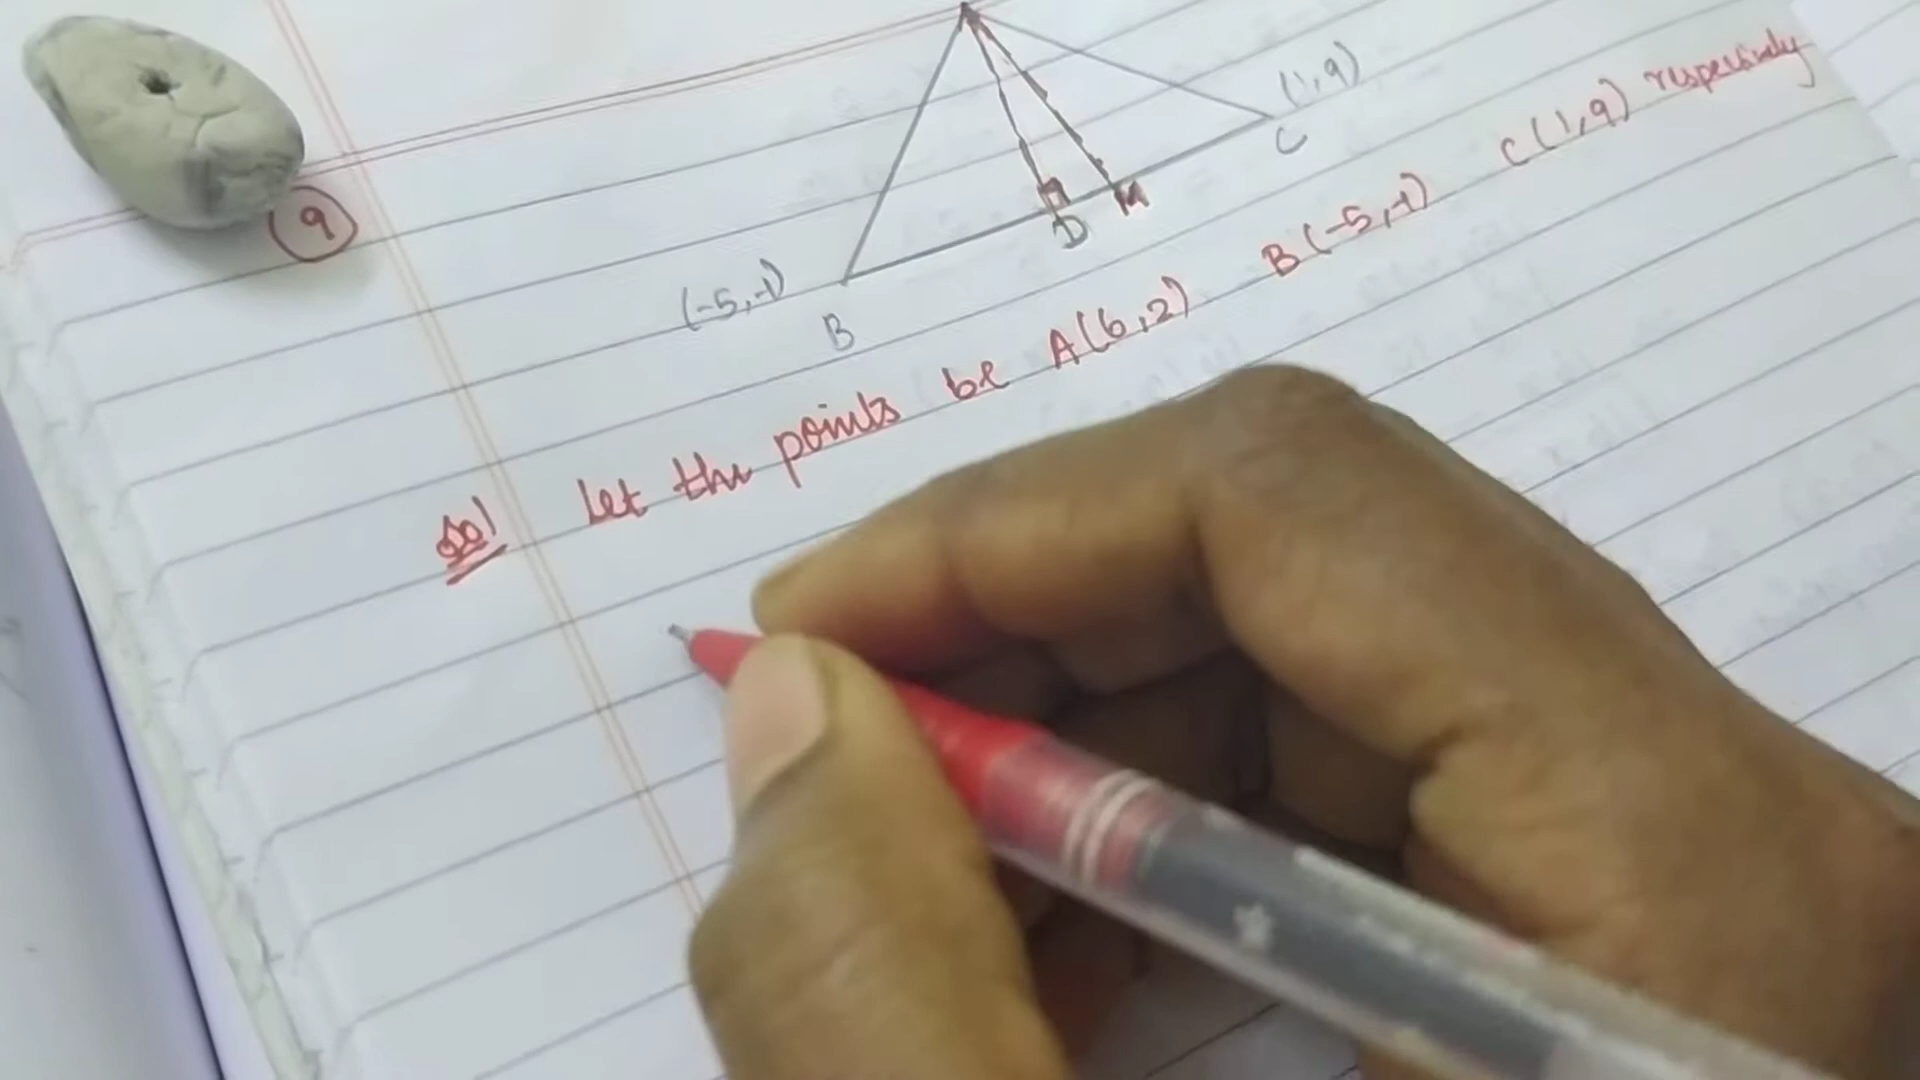 (1,9)
C
9
D M
(-5,-1)
B
Sol Let the points be A(6,2) B(-5,-1) C(1,9) respectively